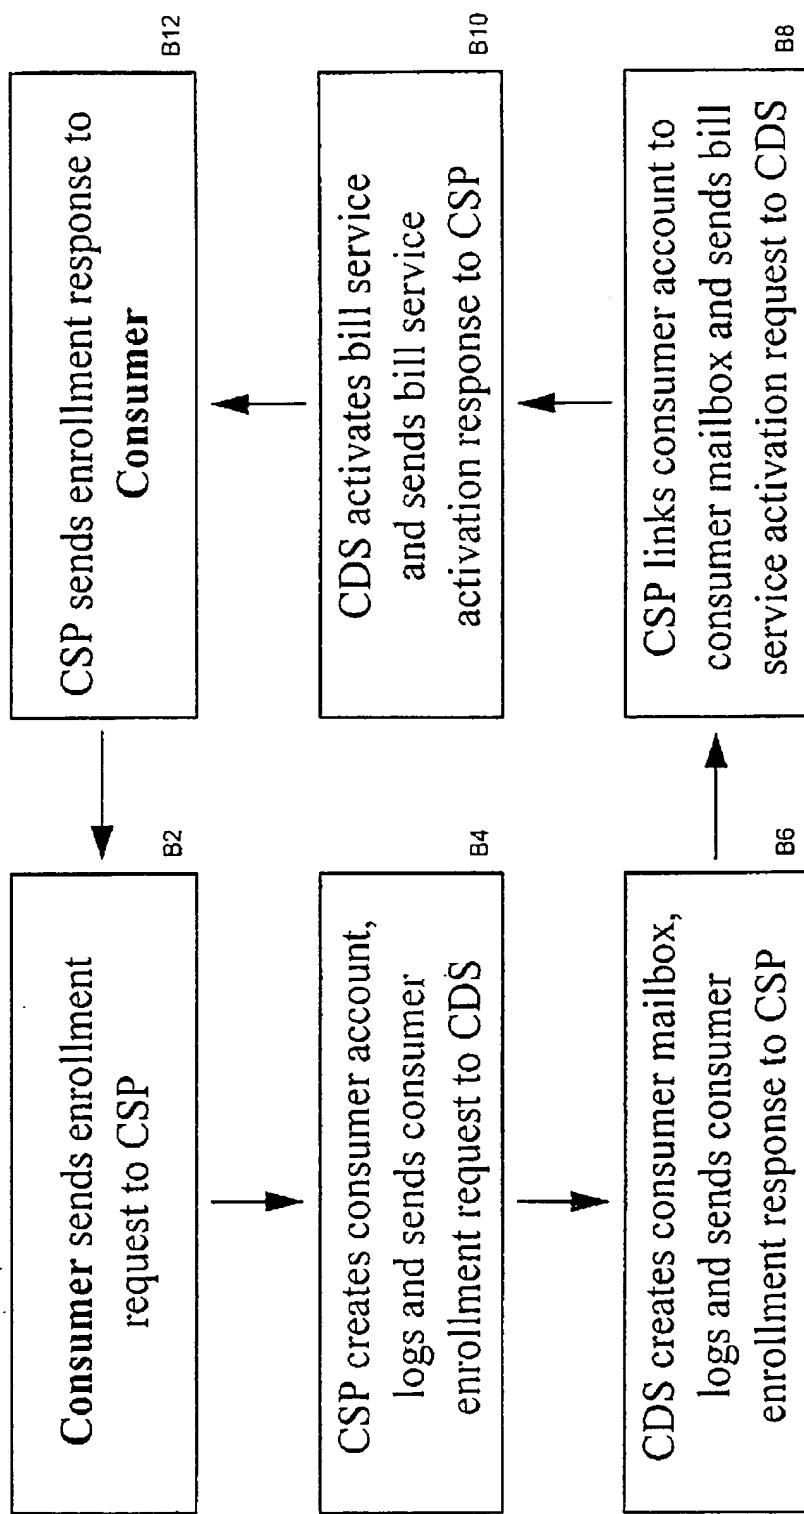 Consumer sends enrollment
request to CSP
B2
CSP creates consumer account,
logs and sends consumer
enrollment request to CDS
B4
CDS creates consumer mailbox,
logs and sends consumer
enrollment response to CSP
B6
CSP links consumer account to
consumer mailbox and sends bill
service activation request to CDS
B8
CDS activates bill service
and sends bill service
activation response to CSP
B10
CSP sends enrollment response to
Consumer
B12